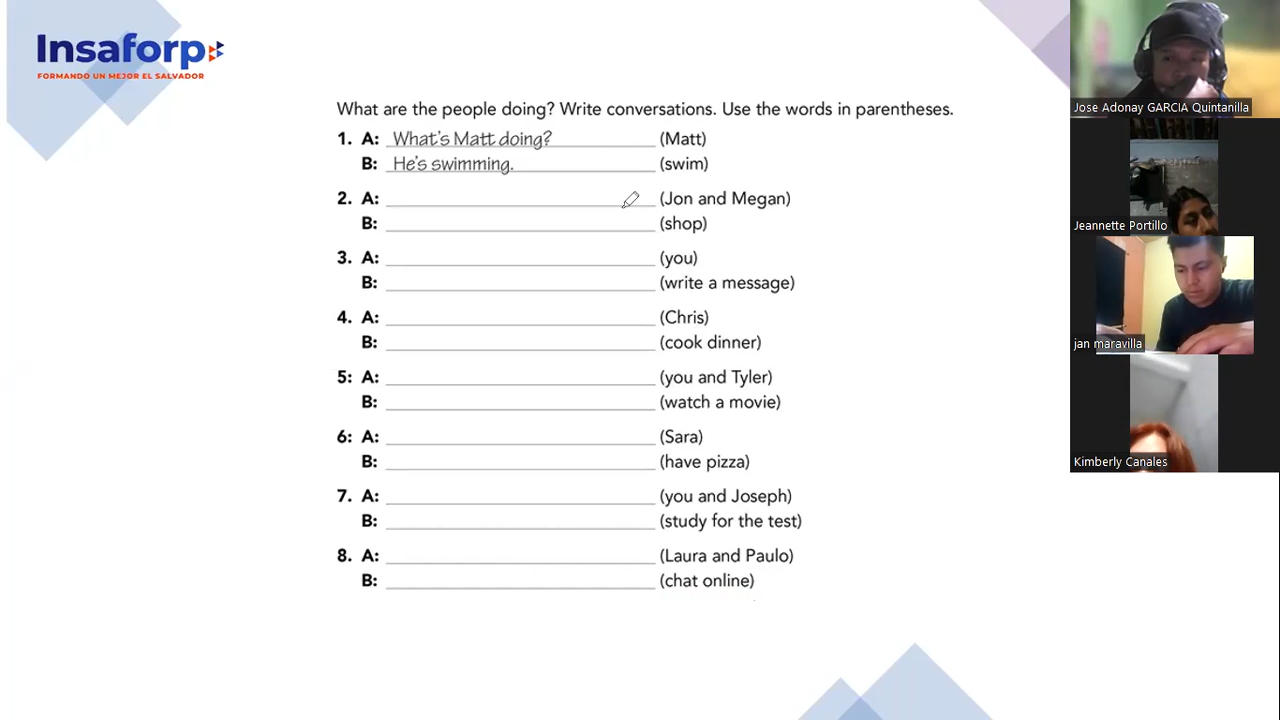 Insaforp
FORMANDO UN MEJOR EL SALVADOR
What are the people doing? Write conversations. Use the words in parentheses.
1. A: What's Matt doing? (Matt)
B: He's swimming. (swim)
2. A: (Jon and Megan)
B: (shop)
3. A: (you)
B: (write a message)
4. A: (Chris)
B: (cook dinner)
5: A: (you and Tyler)
B: (watch a movie)
6: A: (Sara)
B: (have pizza)
7. A: (you and Joseph)
B: (study for the test)
8. A: (Laura and Paulo)
B: (chat online)
Jose Adonay GARCIA Quintanilla
Jeannette Portillo
jan maravilla
Kimberly Canales